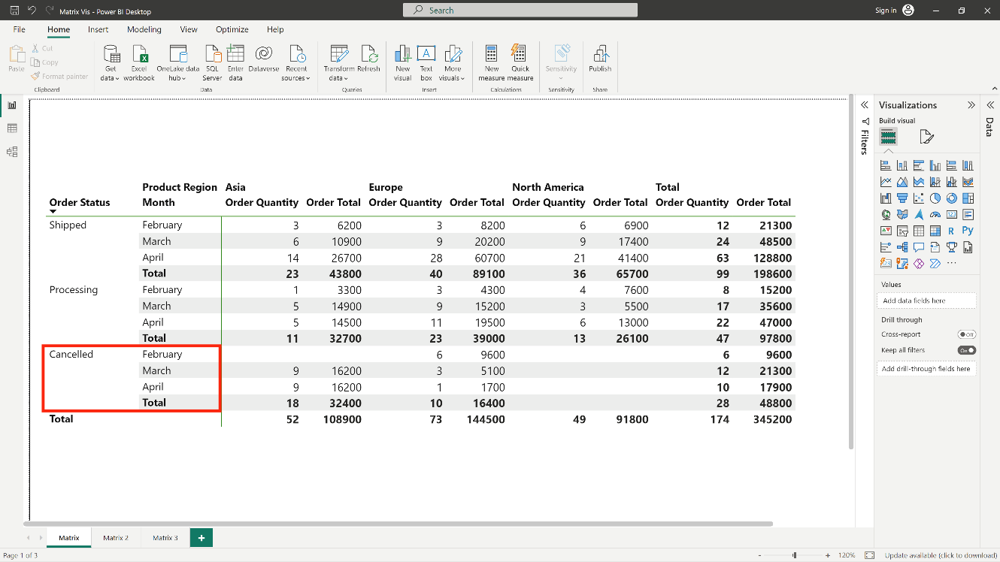 Matrix Vis - Power BI Desktop
Search
Sign in
File Home Insert Modeling View Optimize Help
Paste
Cut
Copy
Format painter
Clipboard
Get data
Excel workbook
OneLake data hub
SQL Server
Enter data
Dataverse
Recent sources
Data
Transform data
Refresh
Queries
New visual
Text box
More visuals
Insert
New measure
Quick measure
Calculations
Sensitivity
Sensitivity
Publish
Share
Product Region Asia Europe North America Total
Order Status Month Order Quantity Order Total Order Quantity Order Total Order Quantity Order Total Order Quantity Order Total
Shipped February 3 6200 3 8200 6 6900 12 21300
March 6 10900 9 20200 9 17400 24 48500
April 14 26700 28 60700 21 41400 63 128800
Total 23 43800 40 89100 36 65700 99 198600
Processing February 1 3300 3 4300 4 7600 8 15200
March 5 14900 9 15200 3 5500 17 35600
April 5 14500 11 19500 6 13000 22 47000
Total 11 32700 23 39000 13 26100 47 97800
Cancelled February 6 9600 6 9600
March 9 16200 3 5100 12 21300
April 9 16200 1 1700 10 17900
Total 18 32400 10 16400 28 48800
Total 52 108900 73 144500 49 91800 174 345200
Filters
Visualizations
Build visual
123
R
Py
123
Values
Add data fields here
Drill through
Cross-report Off
Keep all filters On
Add drill-through fields here
Data
Matrix Matrix 2 Matrix 3 +
Page 1 of 3
- + 120%
Update available (click to download)